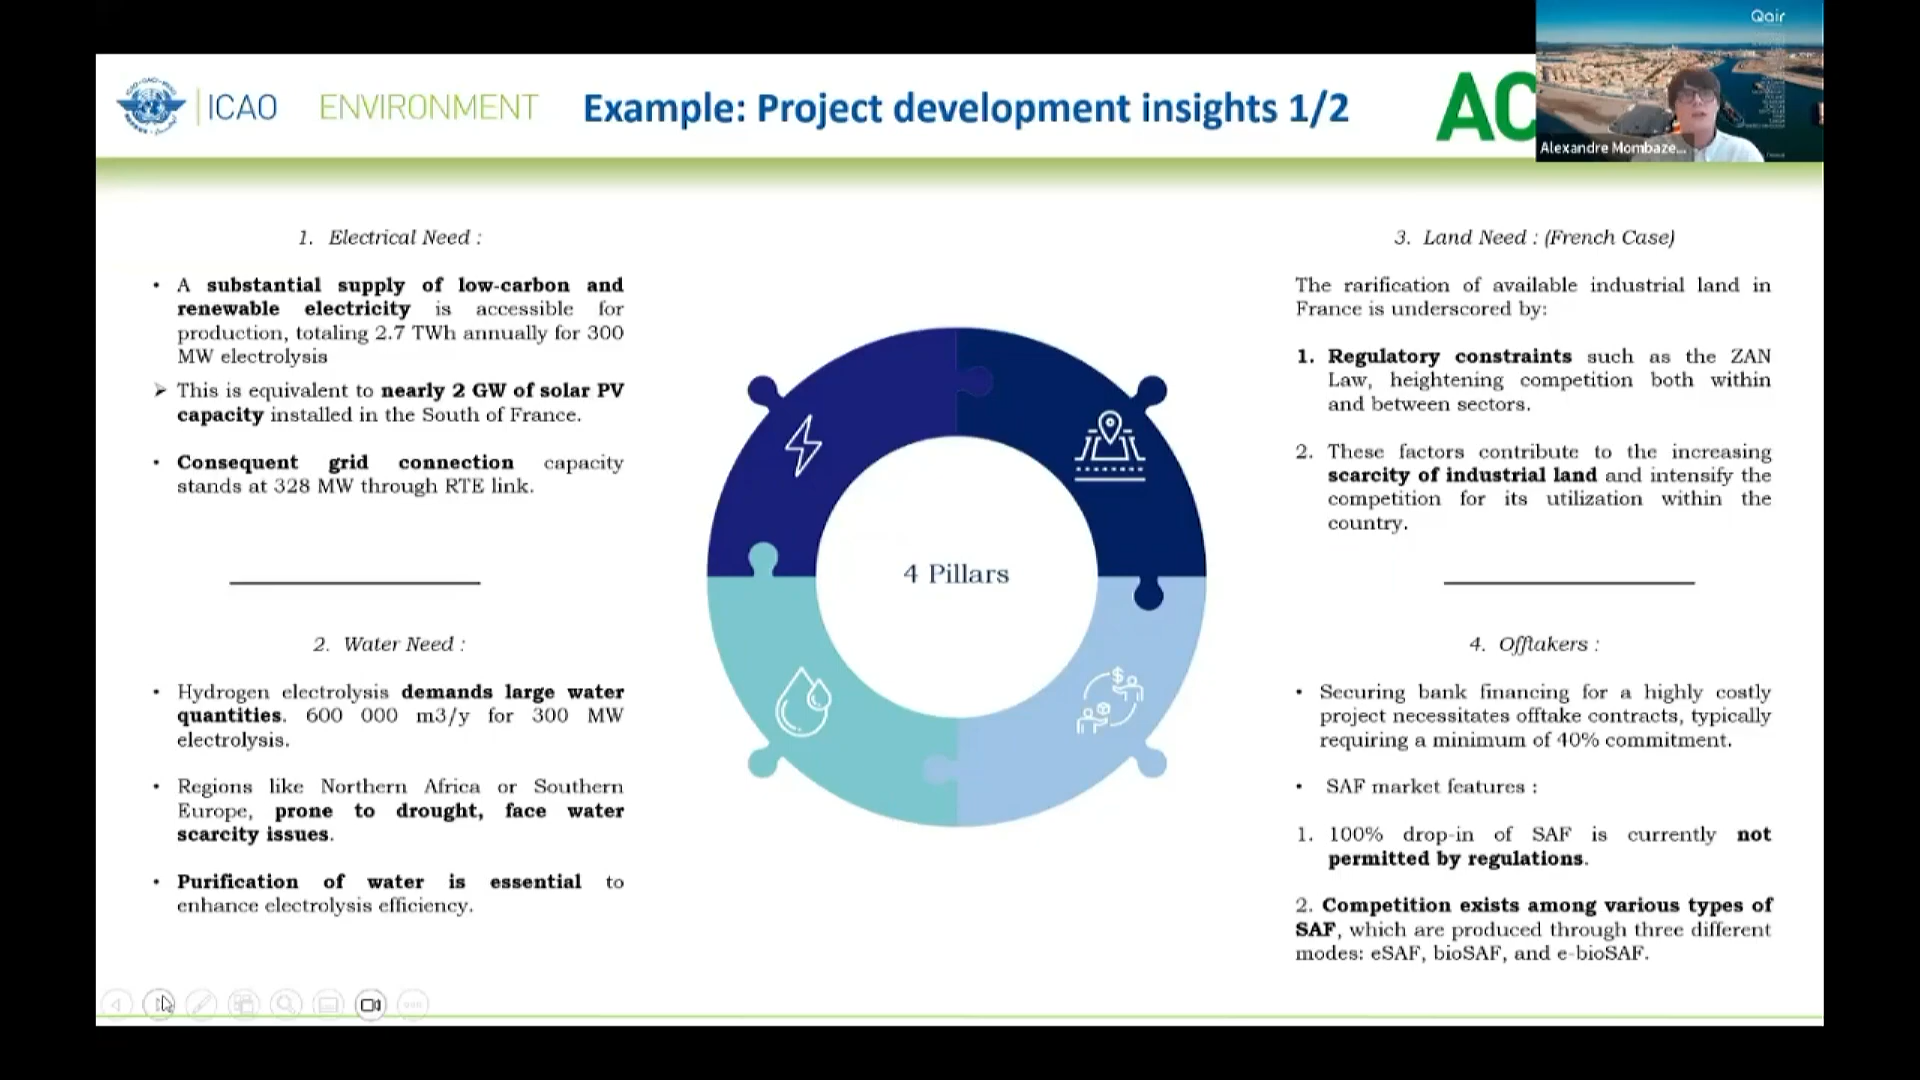 ICAO ENVIRONMENT
Example: Project development insights 1/2
AC
Qair
Alexandre Mombaze...
1. Electrical Need :
• A substantial supply of low-carbon and
renewable electricity is accessible for
production, totaling 2.7 TWh annually for 300
MW electrolysis
➢ This is equivalent to nearly 2 GW of solar PV
capacity installed in the South of France.
• Consequent grid connection capacity
stands at 328 MW through RTE link.
2. Water Need :
• Hydrogen electrolysis demands large water
quantities. 600 000 m3/y for 300 MW
electrolysis.
• Regions like Northern Africa or Southern
Europe, prone to drought, face water
scarcity issues.
• Purification of water is essential to
enhance electrolysis efficiency.
4 Pillars
3. Land Need : (French Case)
The rarification of available industrial land in
France is underscored by:
1. Regulatory constraints such as the ZAN
Law, heightening competition both within
and between sectors.
2. These factors contribute to the increasing
scarcity of industrial land and intensify the
competition for its utilization within the
country.
4. Offtakers :
• Securing bank financing for a highly costly
project necessitates offtake contracts, typically
requiring a minimum of 40% commitment.
• SAF market features :
1. 100% drop-in of SAF is currently not
permitted by regulations.
2. Competition exists among various types of
SAF, which are produced through three different
modes: eSAF, bioSAF, and e-bioSAF.